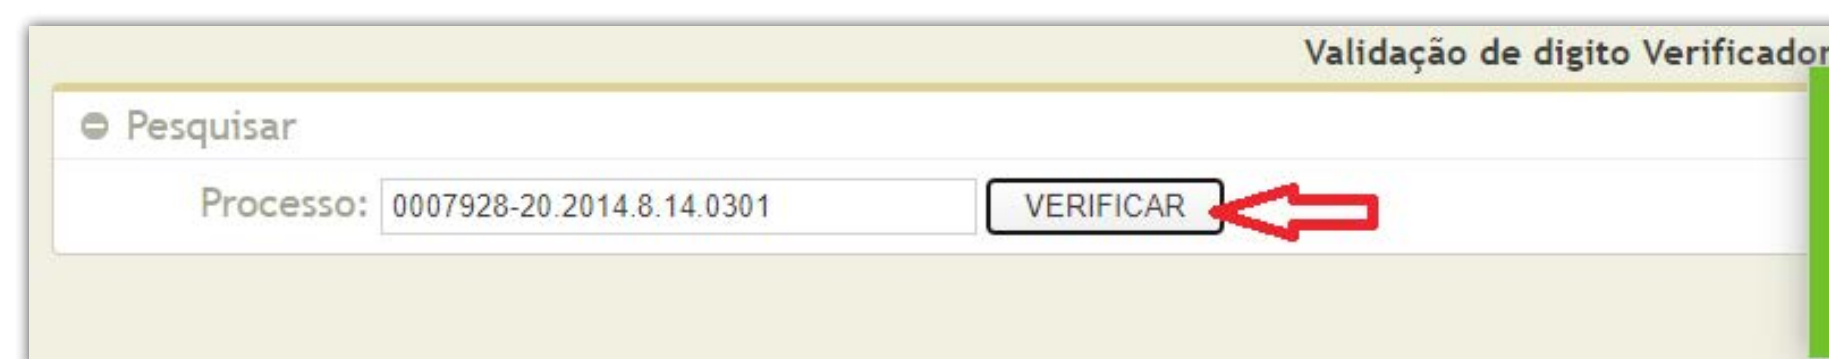 Validação de digito Verificador
Pesquisar
Processo: 0007928-20.2014.8.14.0301 VERIFICAR